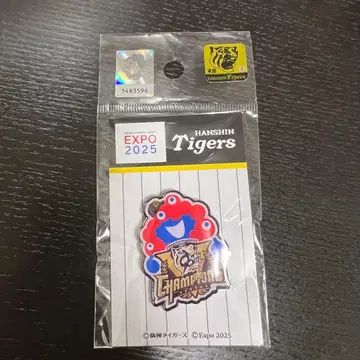 1483596
HANSHIN Tigers
EXPO
2025
HANSHIN
Tigers
CHAMPIONS
©阪神タイガース ©Expo 2025